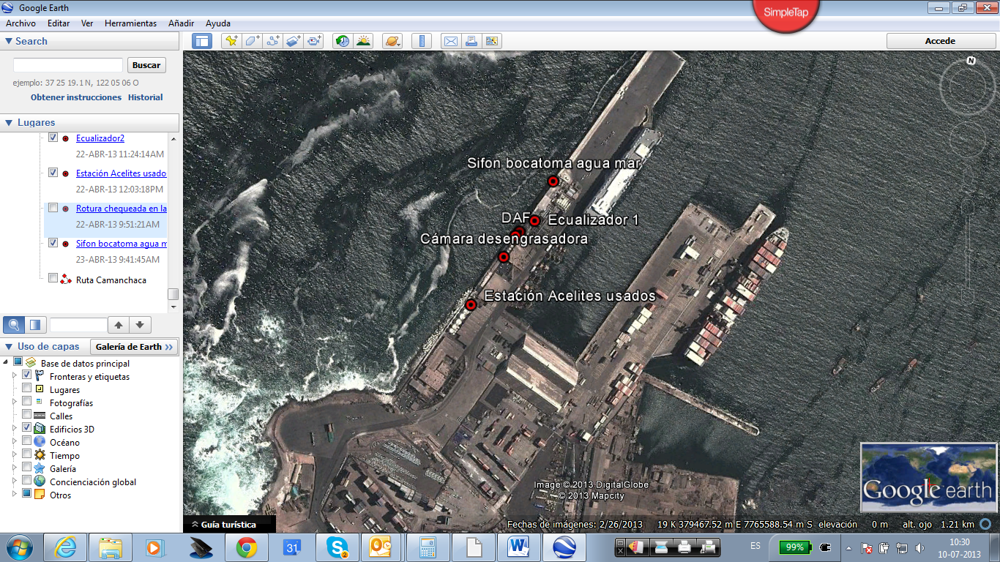 Google Earth
SimpleTap
Archivo Editar Ver Herramientas Añadir Ayuda
Search
Buscar
ejemplo: 37 25 19.1 N, 122 05 06 O
Obtener instrucciones Historial
Accede
N
Lugares
Ecualizador2
22-ABR-13 11:24:14AM
Estación Acelites usado
22-ABR-13 12:03:18PM
Rotura chequeada en la
22-ABR-13 9:51:21AM
Sifon bocatoma agua m
23-ABR-13 9:41:45AM
Ruta Camanchaca
Uso de capas Galería de Earth >>
Base de datos principal
Fronteras y etiquetas
Lugares
Fotografías
Calles
Edificios 3D
Océano
Tiempo
Galería
Concienciación global
Otros
Sifon bocatoma agua mar
DAF
Ecualizador 1
Cámara desengrasadora
Estación Acelites usados
Image © 2013 DigitalGlobe
© 2013 Mapcity
Google earth
Guía turística
Fechas de imágenes: 2/26/2013 19 K 379467.52 m E 7765588.54 m S elevación 0 m alt. ojo 1.21 km
31
2
ES
99%
10:30
10-07-2013